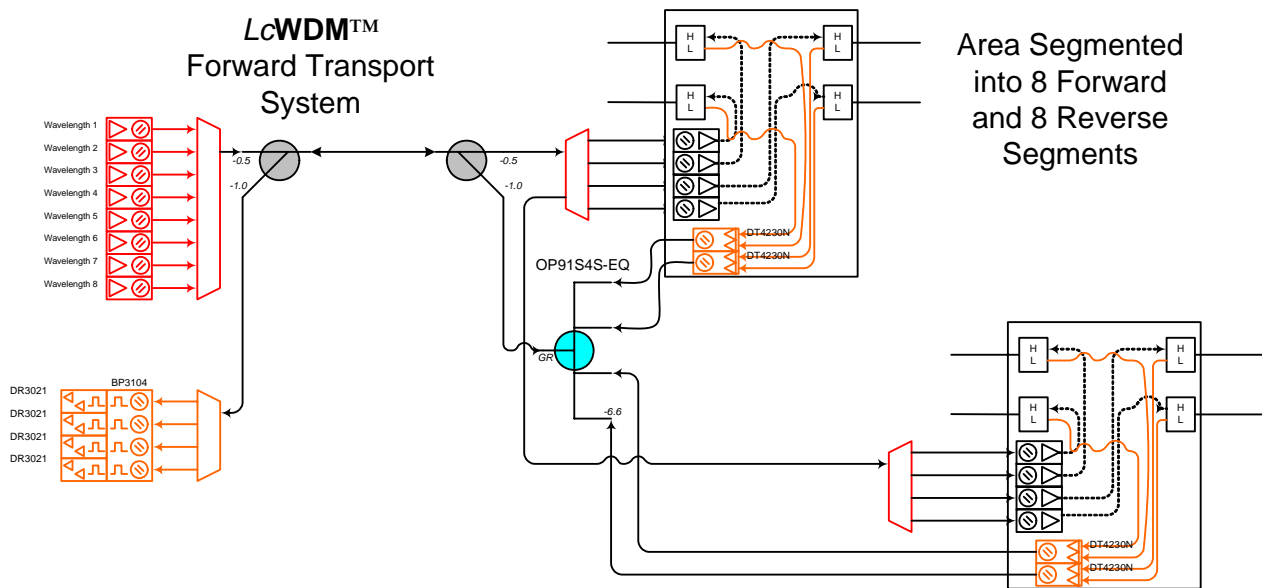 LcWDM™
Forward Transport
System
Area Segmented
into 8 Forward
and 8 Reverse
Segments
Wavelength 1
Wavelength 2
Wavelength 3
Wavelength 4
Wavelength 5
Wavelength 6
Wavelength 7
Wavelength 8
-0.5
-1.0
-0.5
-1.0
H
L
H
L
H
L
H
L
DT4230N
DT4230N
OP91S4S-EQ
GR
-6.6
BP3104
DR3021
DR3021
DR3021
DR3021
H
L
H
L
H
L
H
L
DT4230N
DT4230N